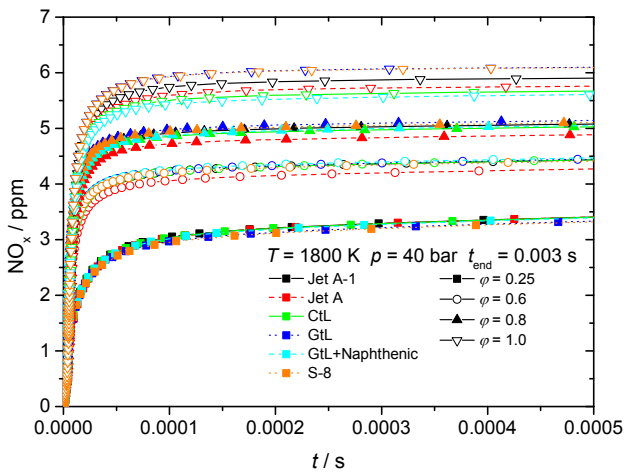 7
6
5
4
3
2
1
0
NOx / ppm
T = 1800 K p = 40 bar t_end = 0.003 s
Jet A-1
Jet A
CtL
GtL
GtL+Naphthenic
S-8
φ = 0.25
φ = 0.6
φ = 0.8
φ = 1.0
0.0000 0.0001 0.0002 0.0003 0.0004 0.0005
t / s